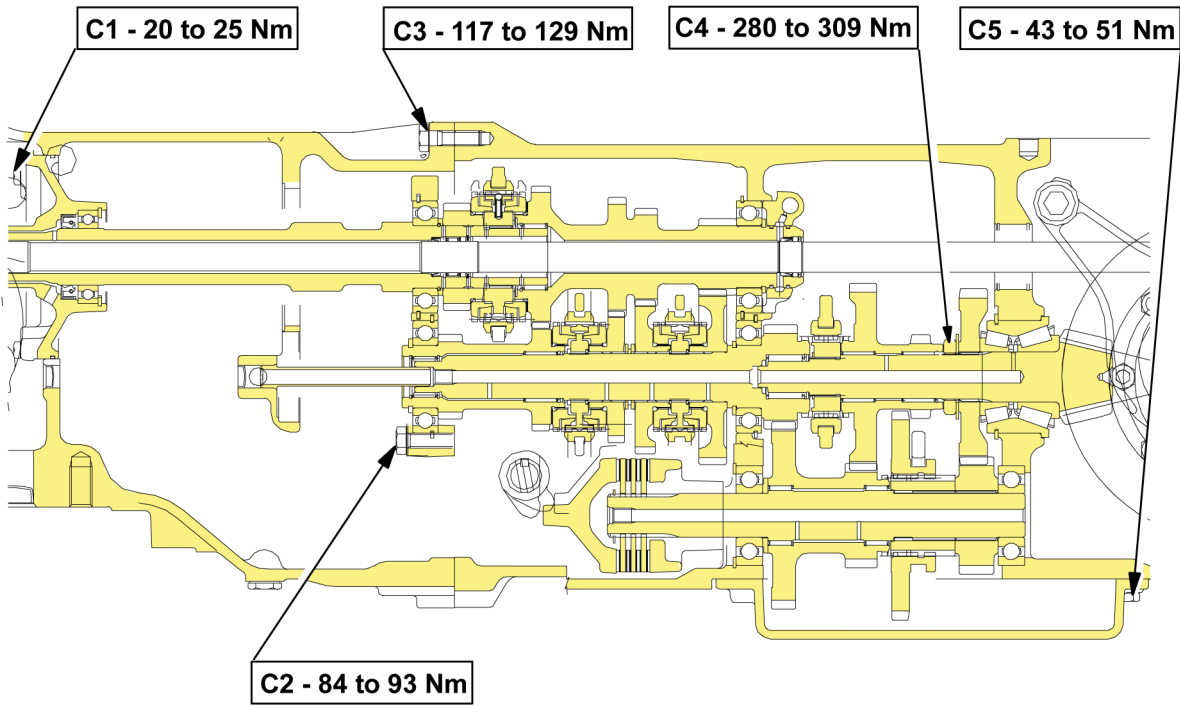 C1 - 20 to 25 Nm
C3 - 117 to 129 Nm
C4 - 280 to 309 Nm
C5 - 43 to 51 Nm
C2 - 84 to 93 Nm